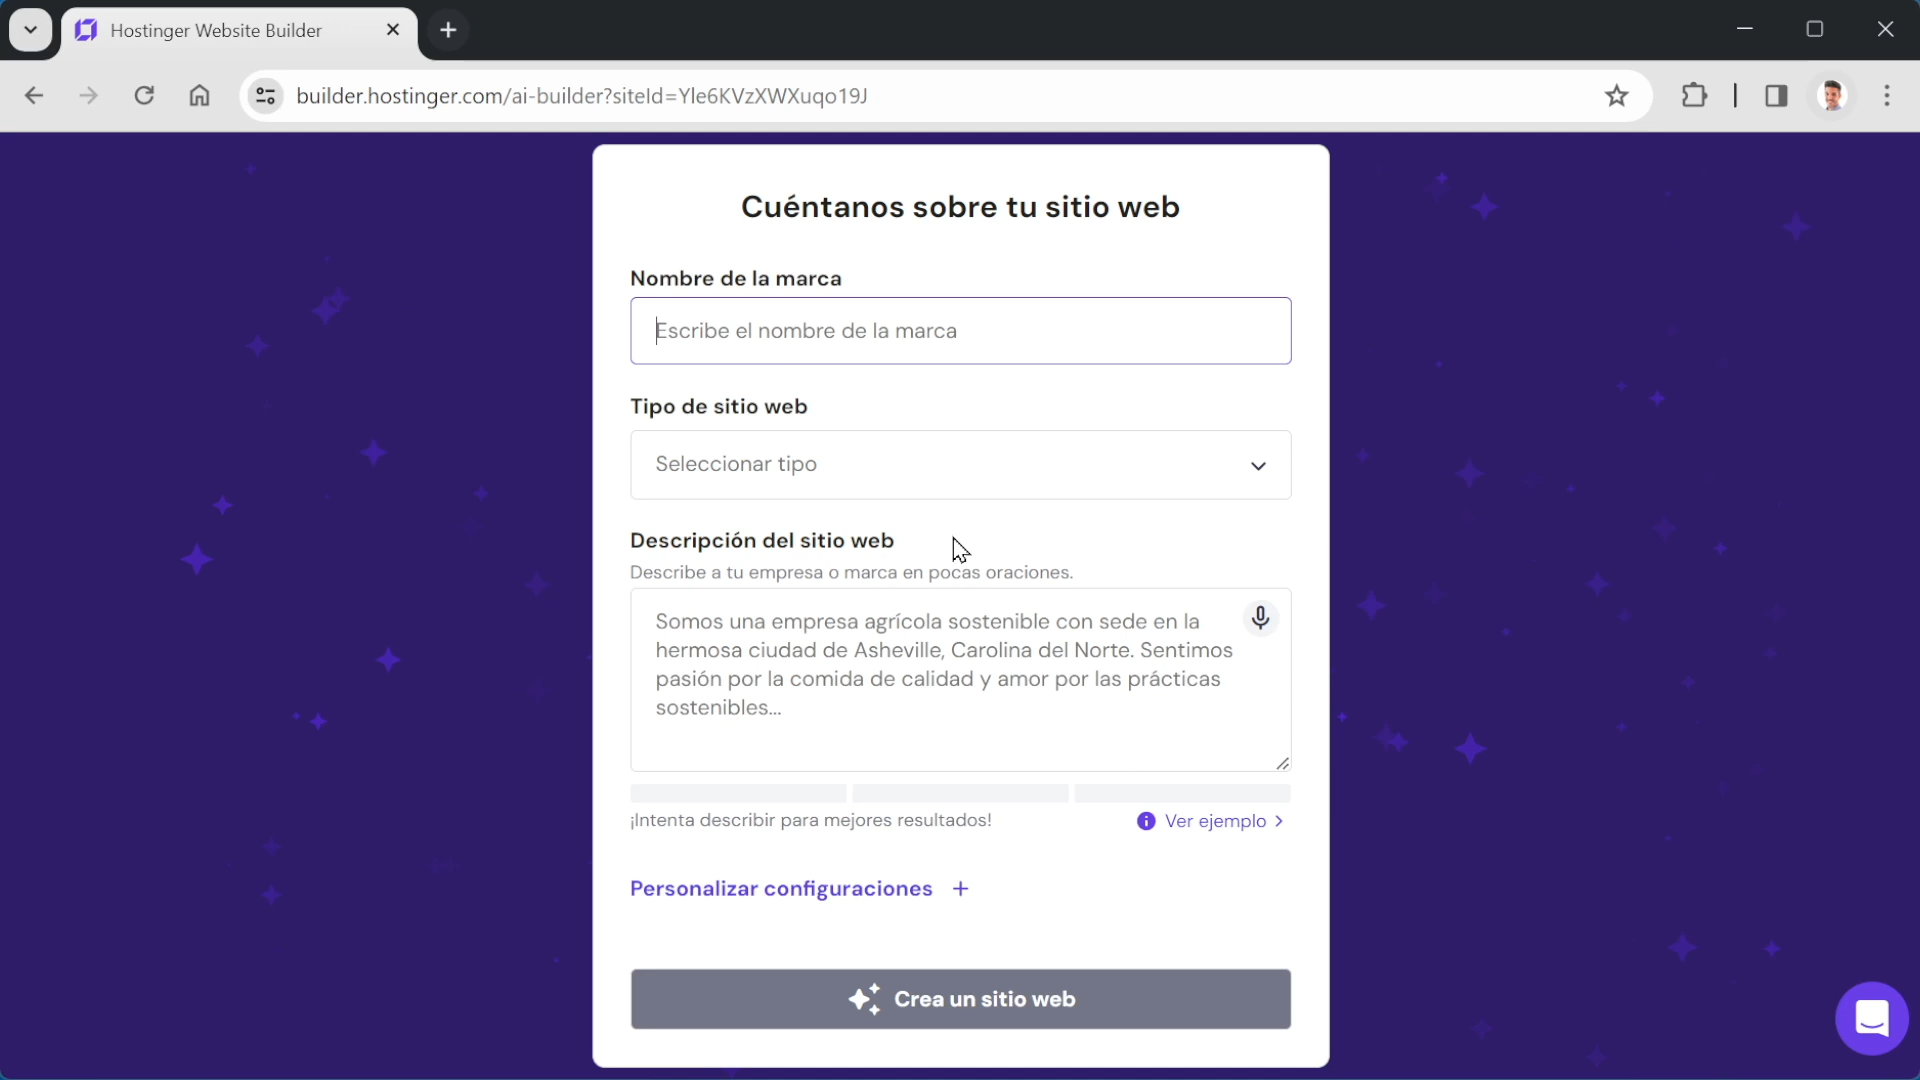 Hostinger Website Builder
builder.hostinger.com/ai-builder?siteId=Yle6KVzXWXuqo19J
Cuéntanos sobre tu sitio web
Nombre de la marca
Escribe el nombre de la marca
Tipo de sitio web
Seleccionar tipo
Descripción del sitio web
Describe a tu empresa o marca en pocas oraciones.
Somos una empresa agrícola sostenible con sede en la
hermosa ciudad de Asheville, Carolina del Norte. Sentimos
pasión por la comida de calidad y amor por las prácticas
sostenibles...
¡Intenta describir para mejores resultados!
Ver ejemplo
Personalizar configuraciones +
Crea un sitio web